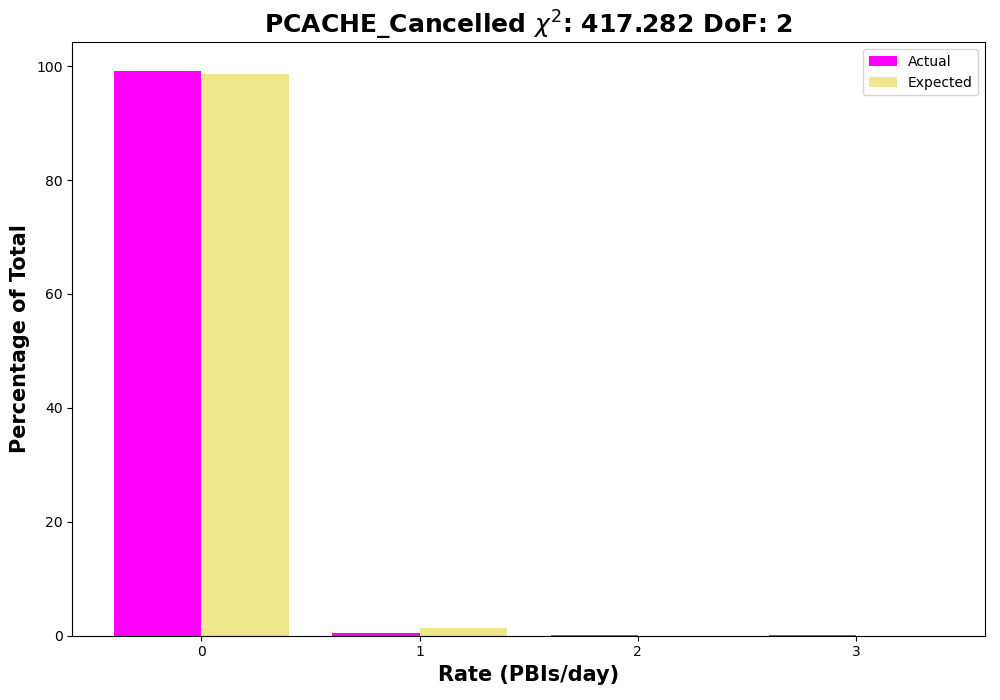 PCACHE_Cancelled χ²: 417.282 DoF: 2
Actual
Expected
Percentage of Total
100
80
60
40
20
0
0 1 2 3
Rate (PBIs/day)